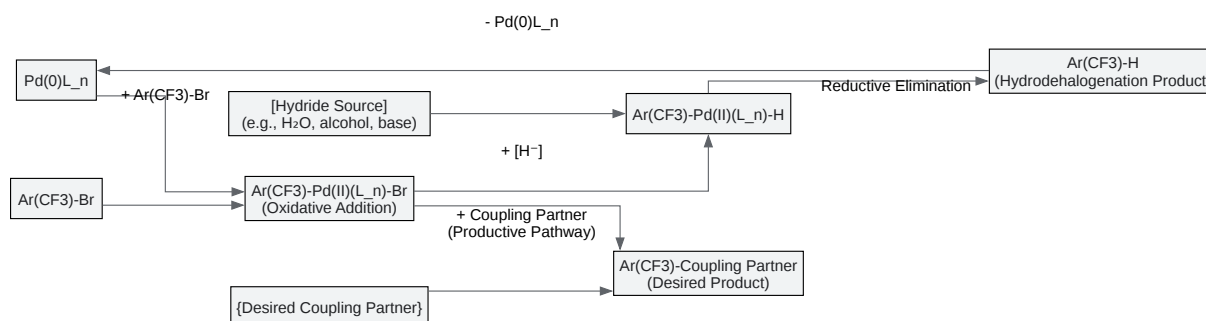 - Pd(0)L_n
Pd(0)L_n
+ Ar(CF3)-Br
[Hydride Source]
(e.g., H₂O, alcohol, base)
Ar(CF3)-Pd(II)(L_n)-H
Reductive Elimination
Ar(CF3)-H
(Hydrodehalogenation Product
+ [H⁻]
Ar(CF3)-Br
Ar(CF3)-Pd(II)(L_n)-Br
(Oxidative Addition)
+ Coupling Partner
(Productive Pathway)
Ar(CF3)-Coupling Partner
(Desired Product)
{Desired Coupling Partner}